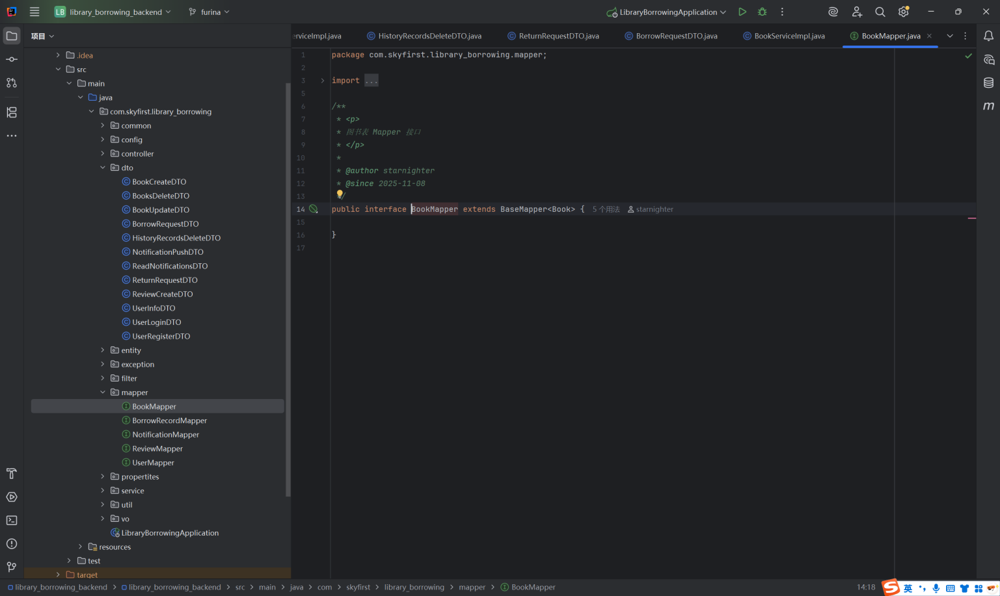 LB library_borrowing_backend furina LibraryBorrowingApplication
项目
.idea
src
main
java
com.skyfirst.library_borrowing
common
config
controller
dto
BookCreateDTO
BooksDeleteDTO
BookUpdateDTO
BorrowRequestDTO
HistoryRecordsDeleteDTO
NotificationPushDTO
ReadNotificationsDTO
ReturnRequestDTO
ReviewCreateDTO
UserInfoDTO
UserLoginDTO
UserRegisterDTO
entity
exception
filter
mapper
BookMapper
BorrowRecordMapper
NotificationMapper
ReviewMapper
UserMapper
propertites
service
util
vo
LibraryBorrowingApplication
resources
test
target
erviceImpl.java HistoryRecordsDeleteDTO.java ReturnRequestDTO.java BorrowRequestDTO.java BookServiceImpl.java BookMapper.java
1 package com.skyfirst.library_borrowing.mapper;
2
3 import ...
5
6 /**
7 * <p>
8 * 图书表 Mapper 接口
9 * </p>
10 *
11 * @author starnighter
12 * @since 2025-11-08
13 /
14 public interface BookMapper extends BaseMapper<Book> { 5 个用法 starnighter
15
16 }
17
m
library_borrowing_backend > library_borrowing_backend > src > main > java > com > skyfirst > library_borrowing > mapper > BookMapper
14:18
S 英